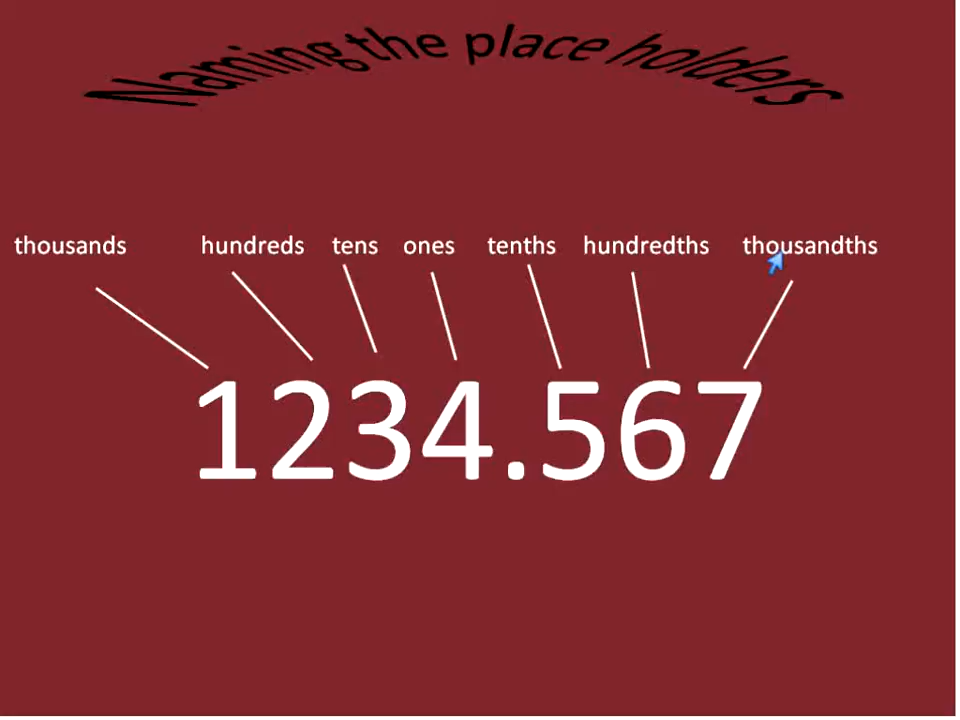 Naming the place holders
thousands hundreds tens ones tenths hundredths thousandths
1234.567